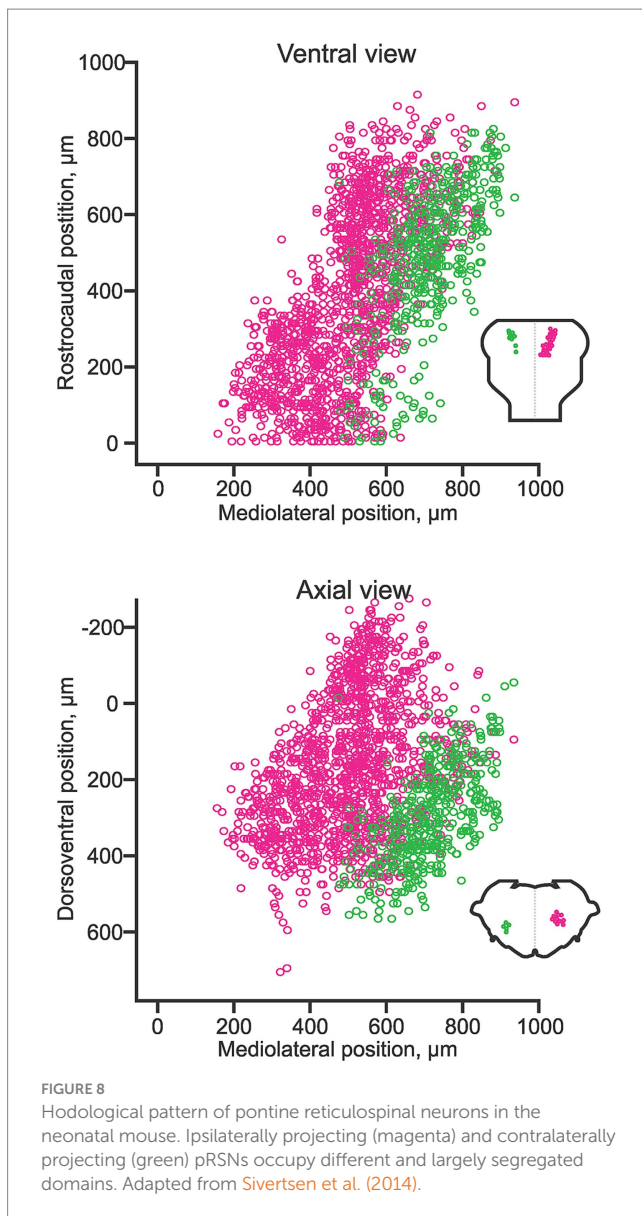 Ventral view
1000
800
600
400
200
0
Rostrocaudal postition, µm
0 200 400 600 800 1000
Mediolateral position, µm
Axial view
-200
0
200
400
600
Dorsoventral position, µm
0 200 400 600 800 1000
Mediolateral position, µm
FIGURE 8
Hodological pattern of pontine reticulospinal neurons in the
neonatal mouse. Ipsilaterally projecting (magenta) and contralaterally
projecting (green) pRSNs occupy different and largely segregated
domains. Adapted from Sivertsen et al. (2014).